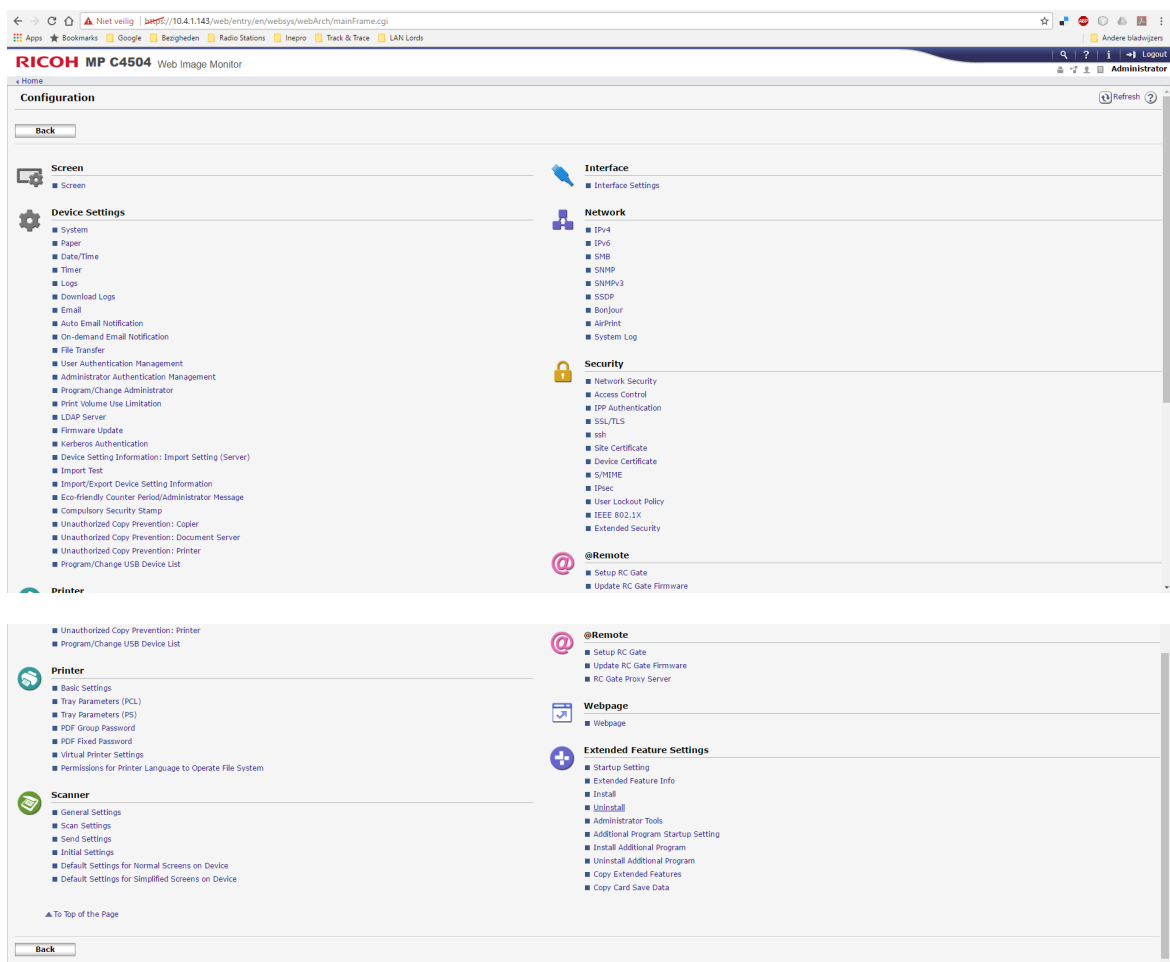 Niet veilig | https://10.4.1.143/web/entry/en/websys/webArch/mainFrame.cgi
Apps Bookmarks Google Bezigheden Radio Stations Inepro Track & Trace LAN Lords Andere bladwijzers
RICOH MP C4504 Web Image Monitor
? i Logout
Administrator
Home
Configuration
Refresh ?
Back
Screen
Screen
Device Settings
System
Paper
Date/Time
Timer
Logs
Download Logs
Email
Auto Email Notification
On-demand Email Notification
File Transfer
User Authentication Management
Administrator Authentication Management
Program/Change Administrator
Print Volume Use Limitation
LDAP Server
Firmware Update
Kerberos Authentication
Device Setting Information: Import Setting (Server)
Import Test
Import/Export Device Setting Information
Eco-friendly Counter Period/Administrator Message
Compulsory Security Stamp
Unauthorized Copy Prevention: Copier
Unauthorized Copy Prevention: Document Server
Unauthorized Copy Prevention: Printer
Program/Change USB Device List
Printer
Interface
Interface Settings
Network
IPv4
IPv6
SMB
SNMP
SNMPv3
SSDP
Bonjour
AirPrint
System Log
Security
Network Security
Access Control
IPP Authentication
SSL/TLS
ssh
Site Certificate
Device Certificate
S/MIME
IPsec
User Lockout Policy
IEEE 802.1X
Extended Security
@Remote
Setup RC Gate
Update RC Gate Firmware
Unauthorized Copy Prevention: Printer
Program/Change USB Device List
Printer
Basic Settings
Tray Parameters (PCL)
Tray Parameters (PS)
PDF Group Password
PDF Fixed Password
Virtual Printer Settings
Permissions for Printer Language to Operate File System
Scanner
General Settings
Scan Settings
Send Settings
Initial Settings
Default Settings for Normal Screens on Device
Default Settings for Simplified Screens on Device
To Top of the Page
Back
@Remote
Setup RC Gate
Update RC Gate Firmware
RC Gate Proxy Server
Webpage
Webpage
Extended Feature Settings
Startup Setting
Extended Feature Info
Install
Uninstall
Administrator Tools
Additional Program Startup Setting
Install Additional Program
Uninstall Additional Program
Copy Extended Features
Copy Card Save Data